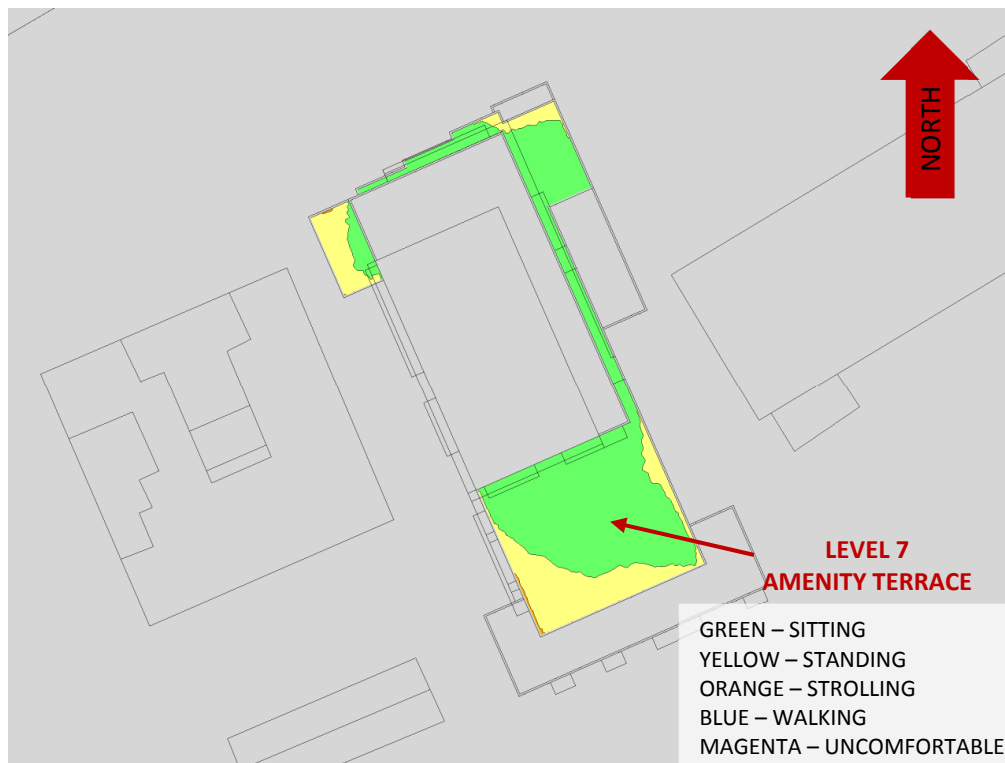 NORTH
LEVEL 7
AMENITY TERRACE
GREEN – SITTING
YELLOW – STANDING
ORANGE – STROLLING
BLUE – WALKING
MAGENTA – UNCOMFORTABLE